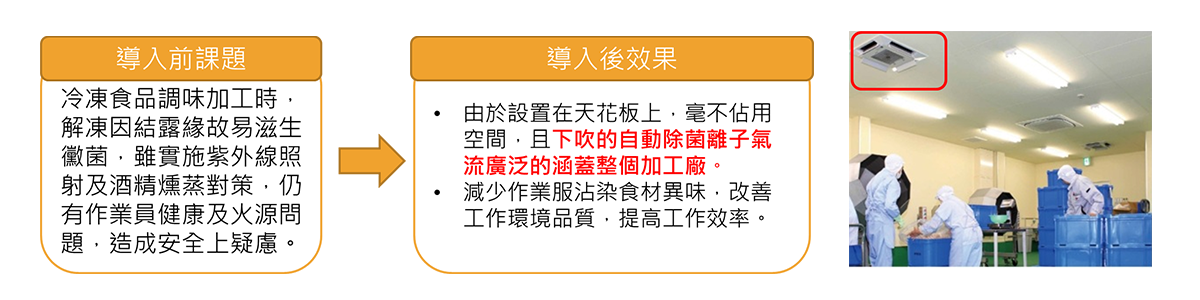 導入前課題
冷凍食品調味加工時，
解凍因結露緣故易滋生
黴菌，雖實施紫外線照
射及酒精燻蒸對策，仍
有作業員健康及火源問
題，造成安全上疑慮。
導入後效果
• 由於設置在天花板上，毫不佔用
空間，且下吹的自動除菌離子氣
流廣泛的涵蓋整個加工廠。
• 減少作業服沾染食材異味，改善
工作環境品質，提高工作效率。